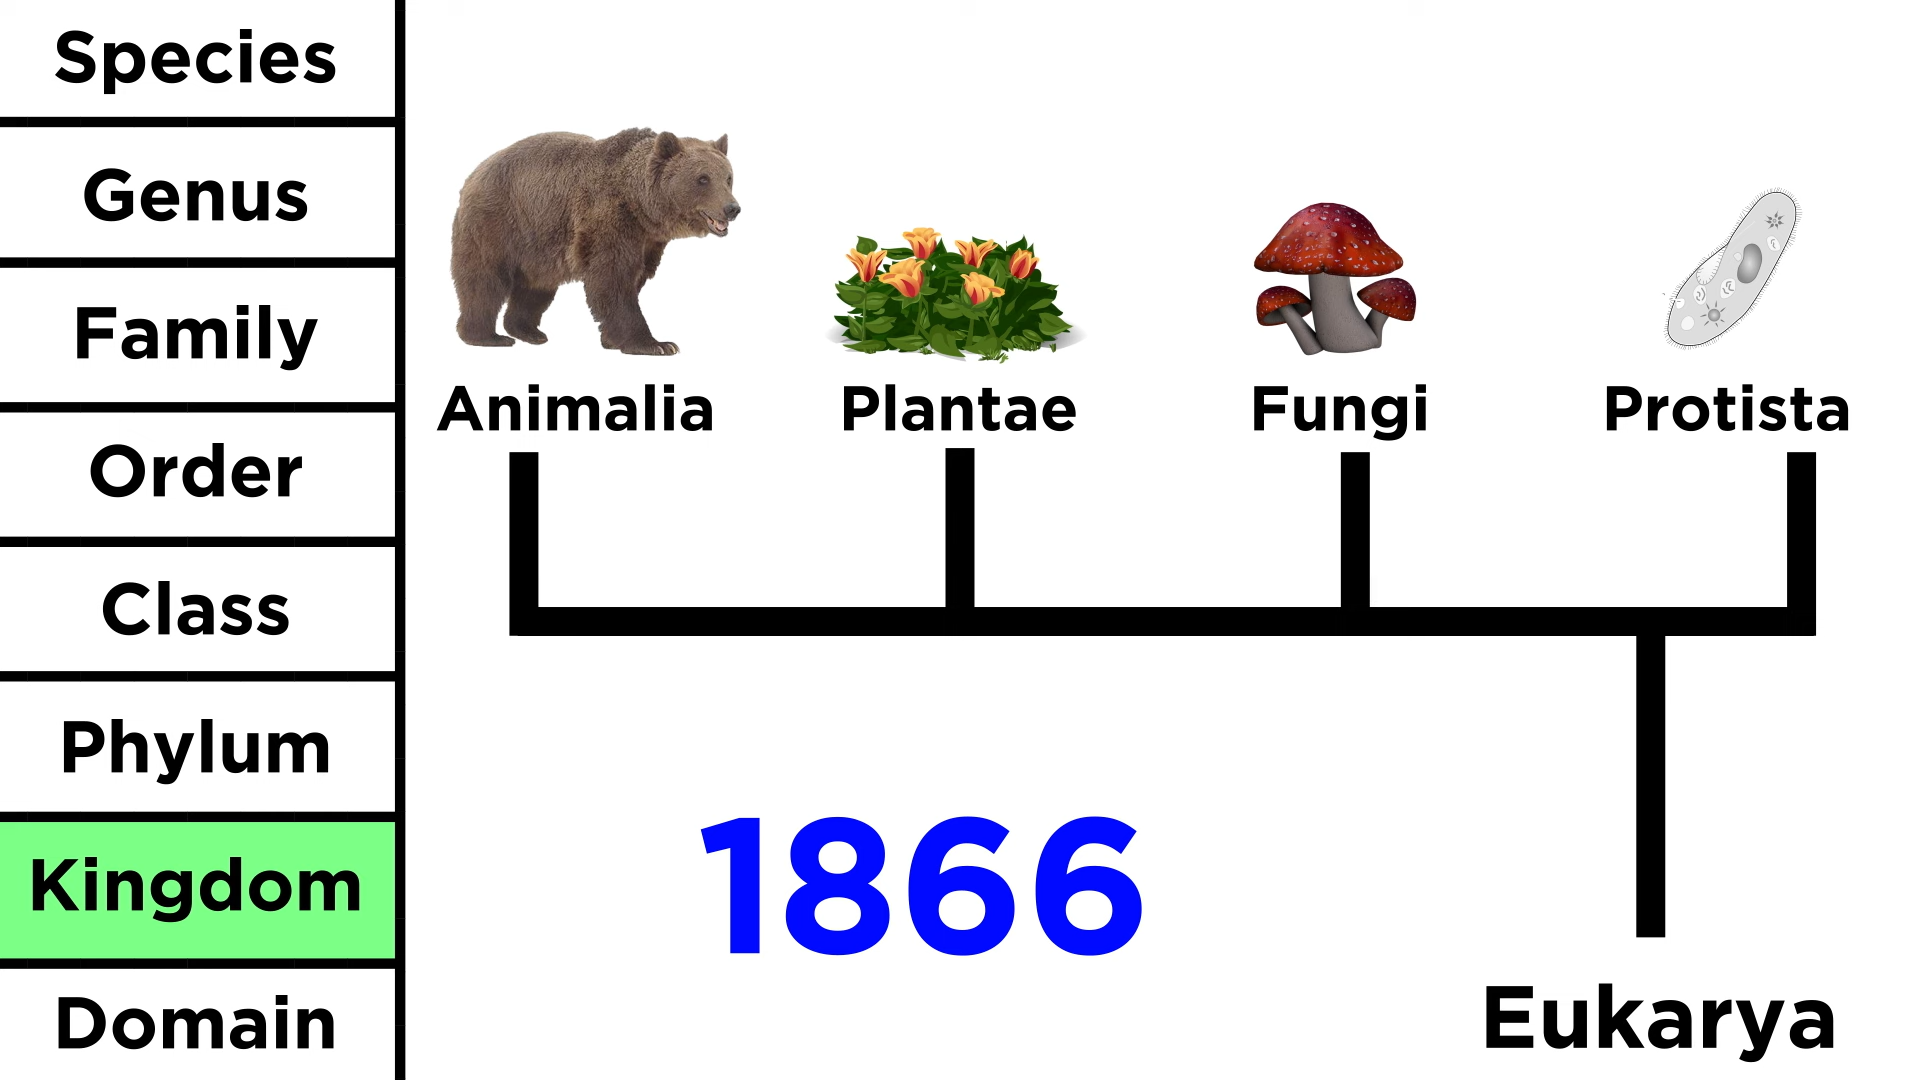 Species
Genus
Family
Order
Class
Phylum
Kingdom
Domain
Animalia
Plantae
Fungi
Protista
1866
Eukarya